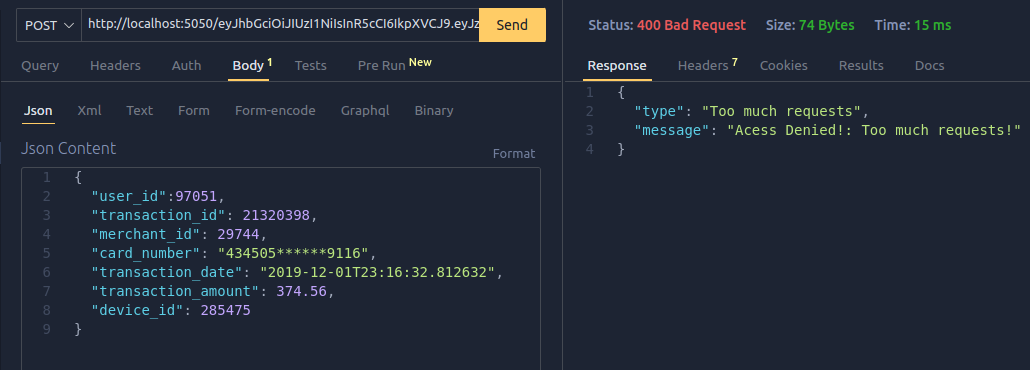 POST http://localhost:5050/eyJhbGciOiJIUzI1NiIsInR5cCI6IkpXVCJ9.eyJz Send
Query Headers Auth Body 1 Tests Pre Run New
Json Xml Text Form Form-encode Graphql Binary
Json Content Format
1 {
2 "user_id":97051,
3 "transaction_id": 21320398,
4 "merchant_id": 29744,
5 "card_number": "434505******9116",
6 "transaction_date": "2019-12-01T23:16:32.812632",
7 "transaction_amount": 374.56,
8 "device_id": 285475
9 }
Status: 400 Bad Request Size: 74 Bytes Time: 15 ms
Response Headers 7 Cookies Results Docs
1 {
2 "type": "Too much requests",
3 "message": "Acess Denied!: Too much requests!"
4 }